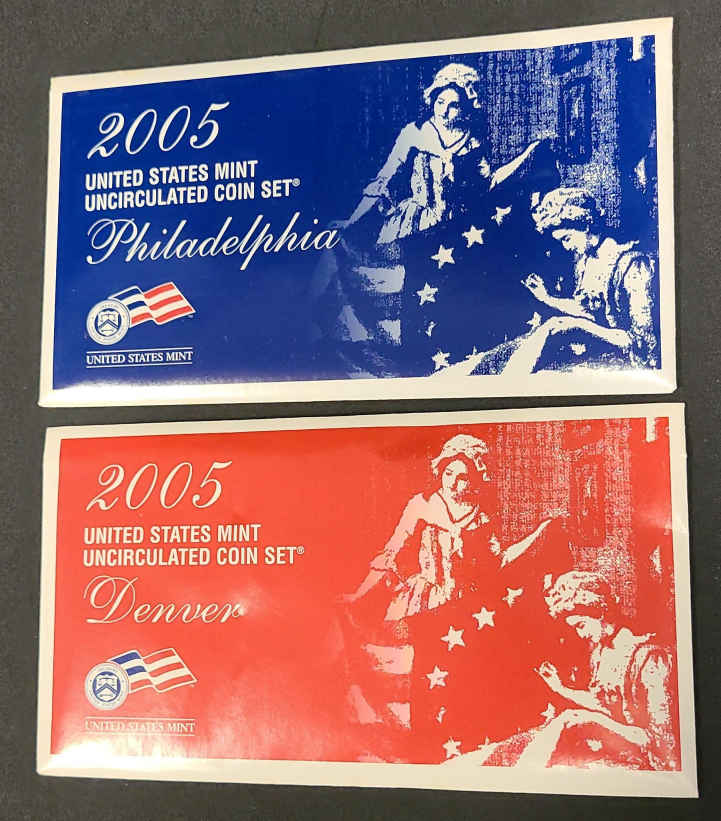 2005
UNITED STATES MINT
UNCIRCULATED COIN SET®
Philadelphia
UNITED STATES MINT
2005
UNITED STATES MINT
UNCIRCULATED COIN SET®
Denver
UNITED STATES MINT